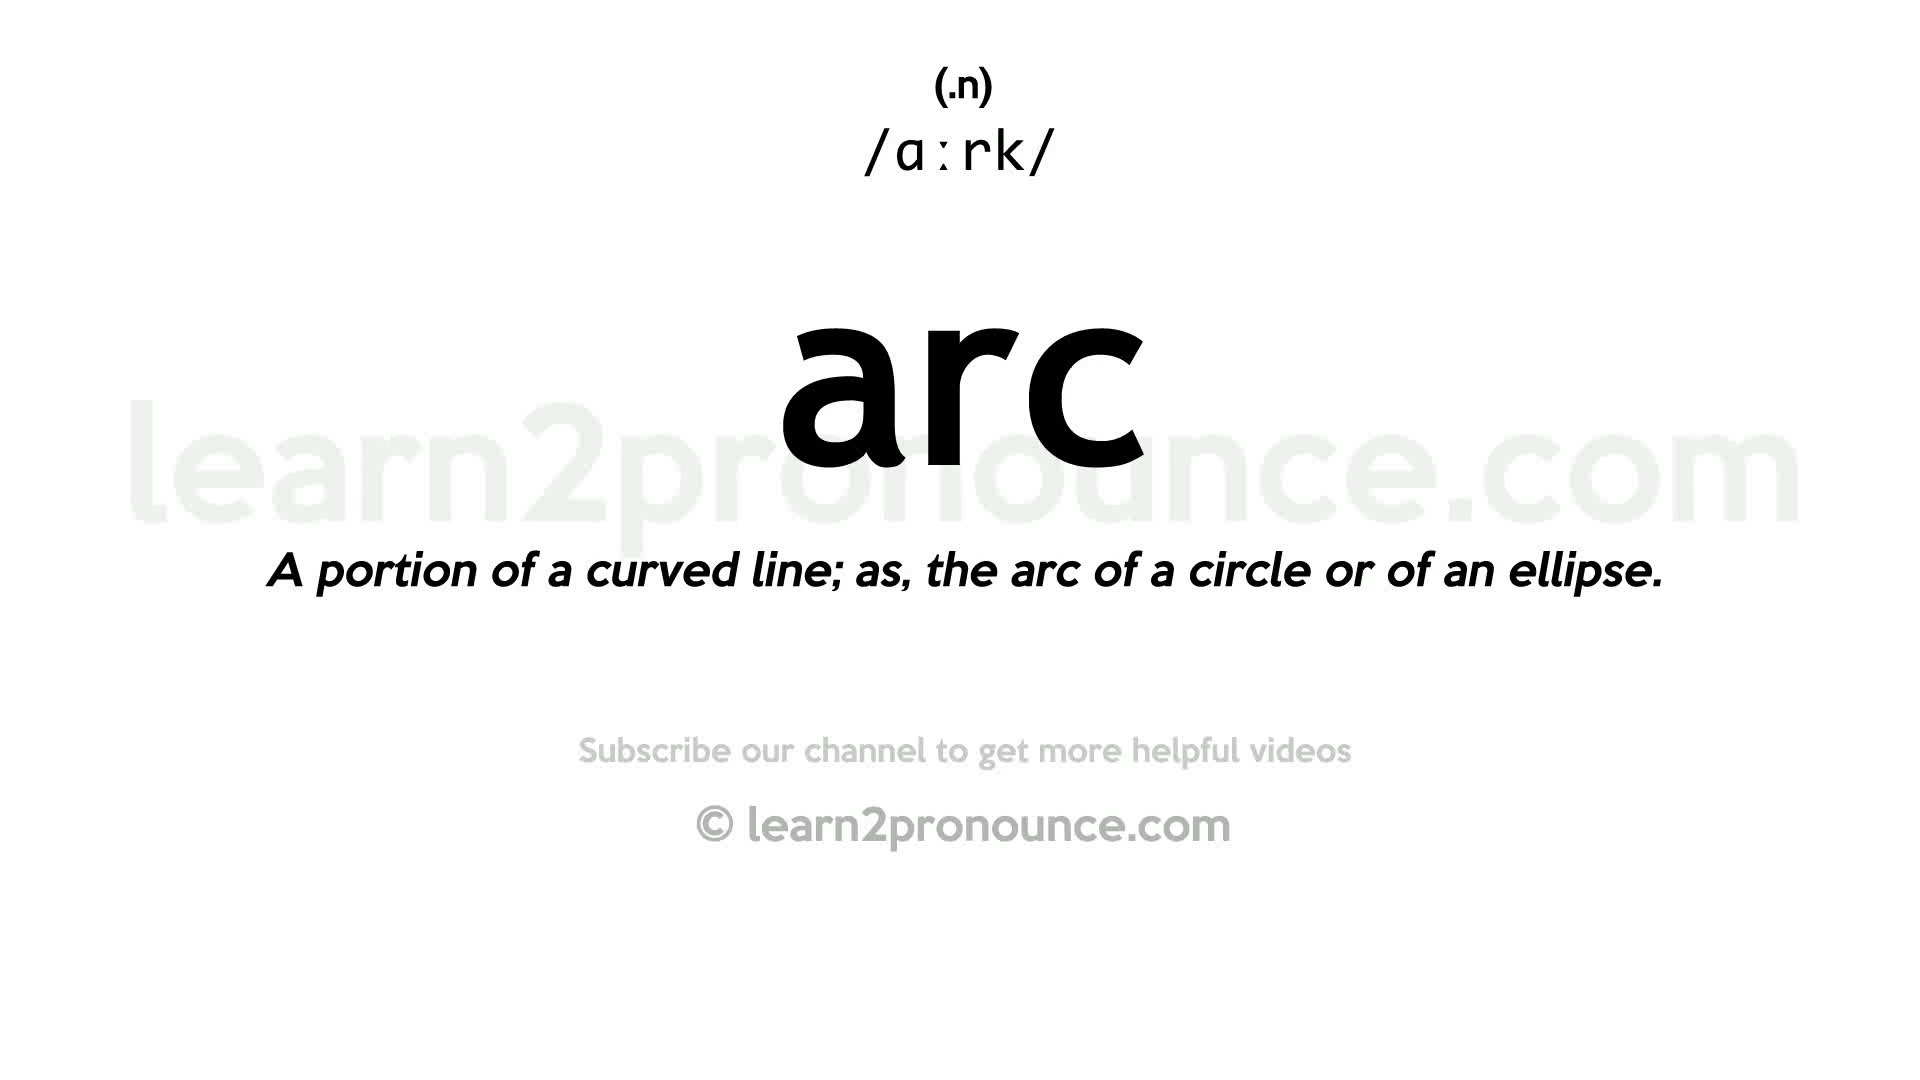 (.n)
/ɑːrk/
arc
learn2pronounce.com
A portion of a curved line; as, the arc of a circle or of an ellipse.
Subscribe our channel to get more helpful videos
© learn2pronounce.com